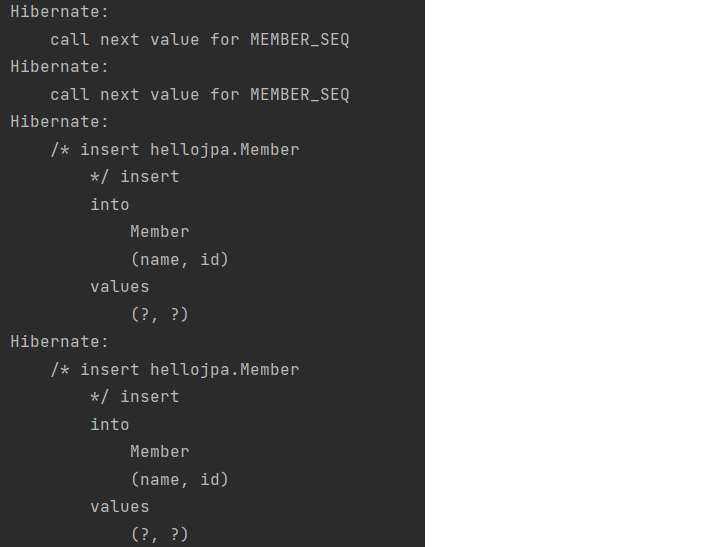 Hibernate:
    call next value for MEMBER_SEQ
Hibernate:
    call next value for MEMBER_SEQ
Hibernate:
    /* insert hellojpa.Member
        */ insert
        into
            Member
            (name, id)
        values
            (?, ?)
Hibernate:
    /* insert hellojpa.Member
        */ insert
        into
            Member
            (name, id)
        values
            (?, ?)